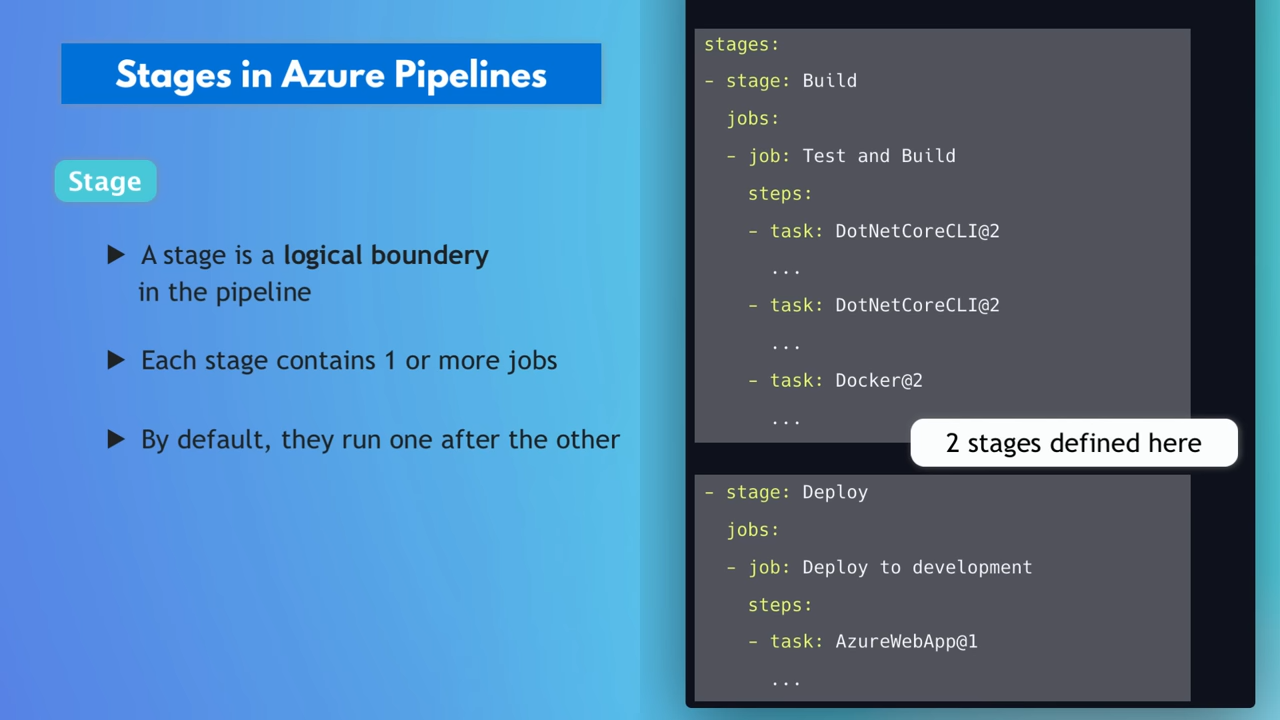 Stages in Azure Pipelines
Stage
▶ A stage is a logical boundery
in the pipeline
▶ Each stage contains 1 or more jobs
▶ By default, they run one after the other
stages:
- stage: Build
  jobs:
  - job: Test and Build
    steps:
    - task: DotNetCoreCLI@2
      ...
    - task: DotNetCoreCLI@2
      ...
    - task: Docker@2
      ...
2 stages defined here
- stage: Deploy
  jobs:
  - job: Deploy to development
    steps:
    - task: AzureWebApp@1
      ...